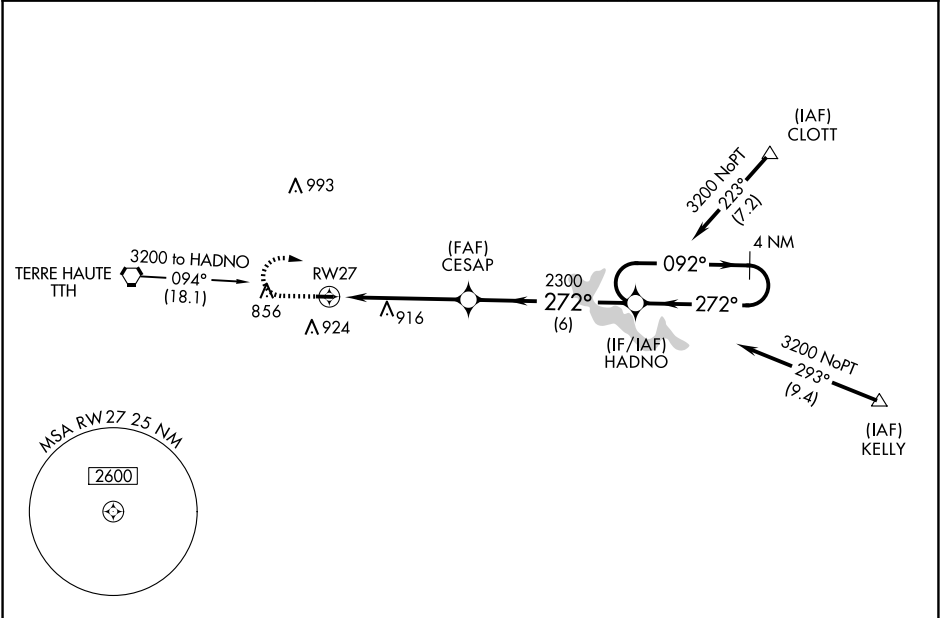 (IAF)
CLOTT
3200 NoPT
223°
(7.2)
993
4 NM
(FAF)
CESAP
3200 to HADNO
094°
(18.1)
TERRE HAUTE
TTH
RW27
092°
856
924
916
2300
272°
(6)
272°
(IF/IAF)
HADNO
3200 NoPT
293°
(9.4)
(IAF)
KELLY
MSA RW27 25 NM
2600